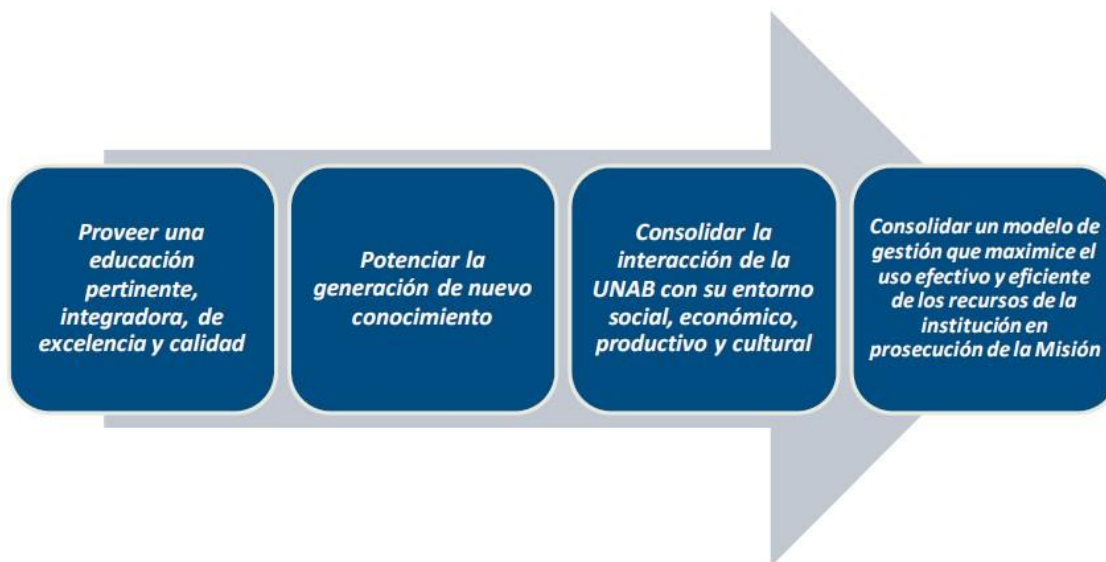 Proveer una
educación
pertinente,
integradora, de
excelencia y calidad
Potenciar la
generación de nuevo
conocimiento
Consolidar la
interacción de la
UNAB con su entorno
social, económico,
productivo y cultural
Consolidar un modelo de
gestión que maximice el
uso efectivo y eficiente
de los recursos de la
institución en
prosecución de la Misión